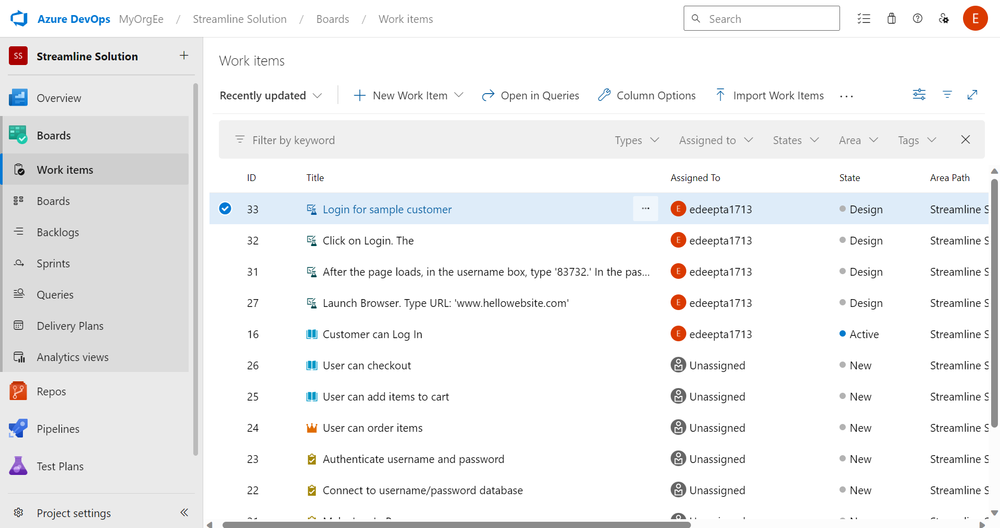 Azure DevOps MyOrgEe / Streamline Solution / Boards / Work items
Search
E
SS Streamline Solution
Overview
Boards
Work items
Boards
Backlogs
Sprints
Queries
Delivery Plans
Analytics views
Repos
Pipelines
Test Plans
Project settings
Work items
Recently updated New Work Item Open in Queries Column Options Import Work Items ...
Filter by keyword Types Assigned to States Area Tags
ID Title Assigned To State Area Path
33 Login for sample customer ... E edeepta1713 Design Streamline S
32 Click on Login. The E edeepta1713 Design Streamline S
31 After the page loads, in the username box, type '83732.' In the pas... E edeepta1713 Design Streamline S
27 Launch Browser. Type URL: 'www.hellowebsite.com' E edeepta1713 Design Streamline S
16 Customer can Log In E edeepta1713 Active Streamline S
26 User can checkout Unassigned New Streamline S
25 User can add items to cart Unassigned New Streamline S
24 User can order items Unassigned New Streamline S
23 Authenticate username and password Unassigned New Streamline S
22 Connect to username/password database Unassigned New Streamline S